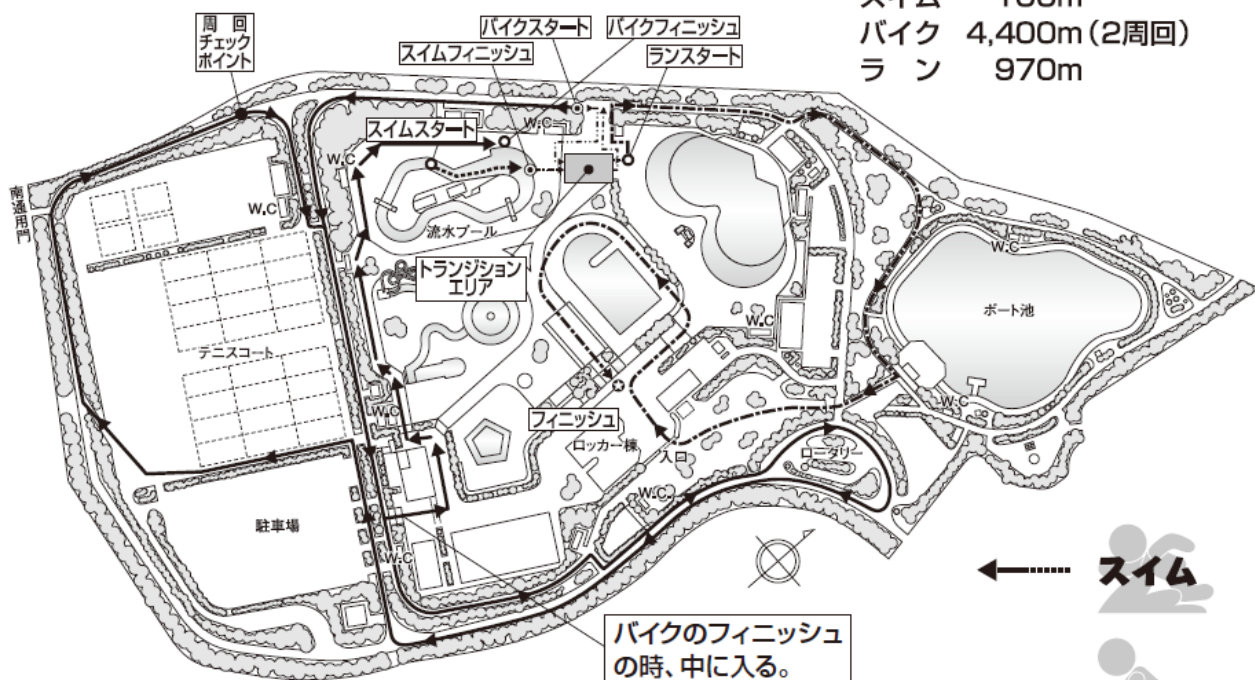 スイム 100m
バイク 4,400m(2周回)
ラン 970m
周回
チェック
ポイント
バイクスタート
バイクフィニッシュ
スイムフィニッシュ
ランスタート
スイムスタート
W.C
W.C
W.C
南通用門
流水プール
トランジション
エリア
W.C
ボート池
テニスコート
W.C
W.C
W.C
フィニッシュ
ロッカー棟
入口
ロータリー
W.C
駐車場
W.C
スイム
バイクのフィニッシュ
の時、中に入る。